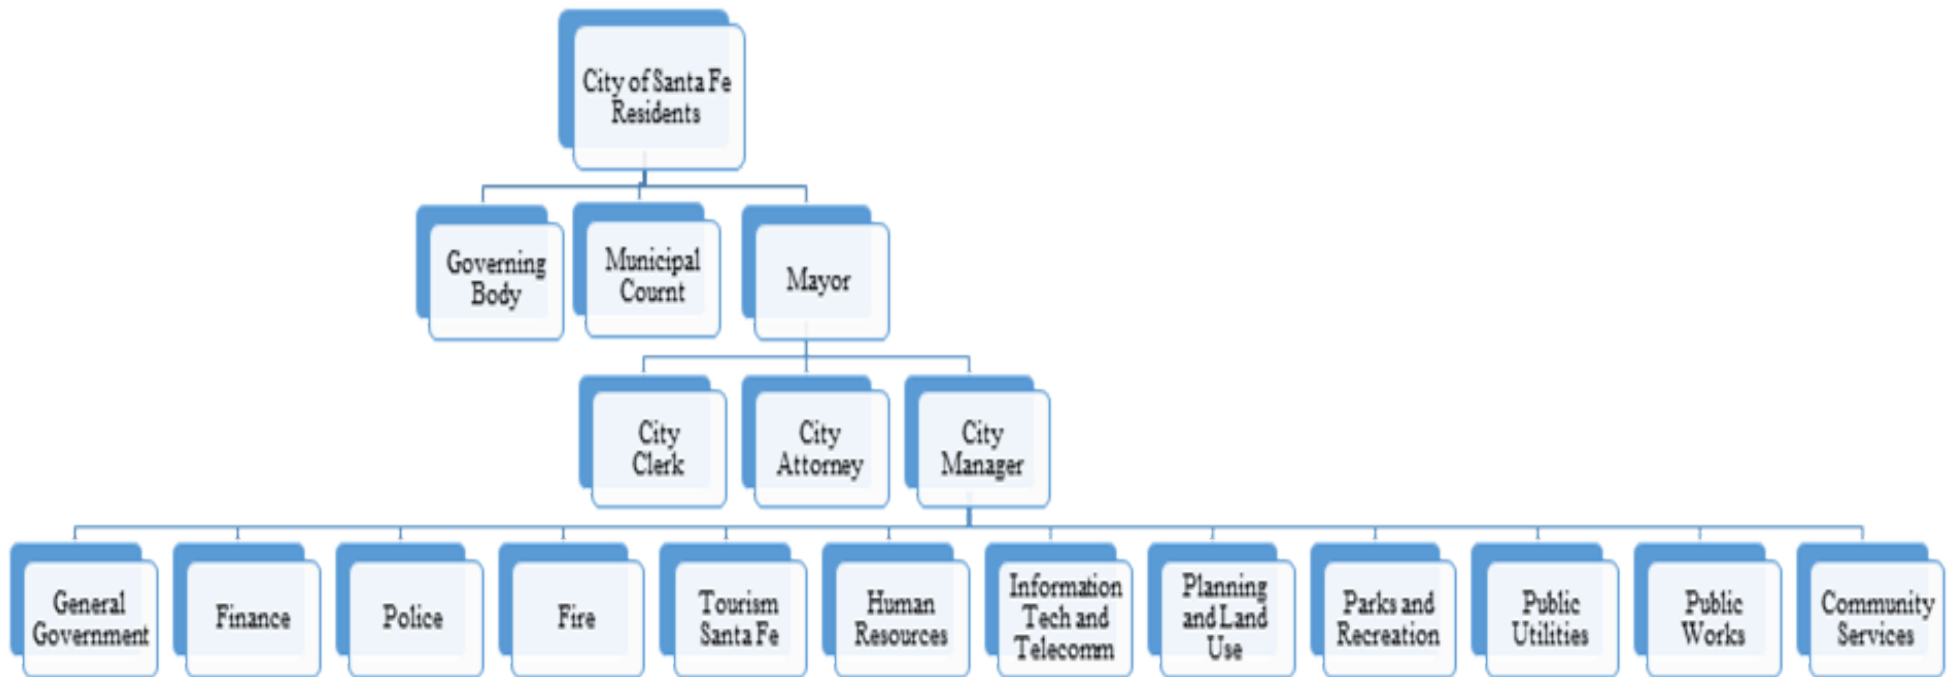 City of Santa Fe
Residents
Governing
Body
Municipal
Cournt
Mayor
City
Clerk
City
Attorney
City
Manager
General
Government
Finance
Police
Fire
Tourism
Santa Fe
Human
Resources
Information
Tech and
Telecomm
Planning
and Land
Use
Parks and
Recreation
Public
Utilities
Public
Works
Community
Services